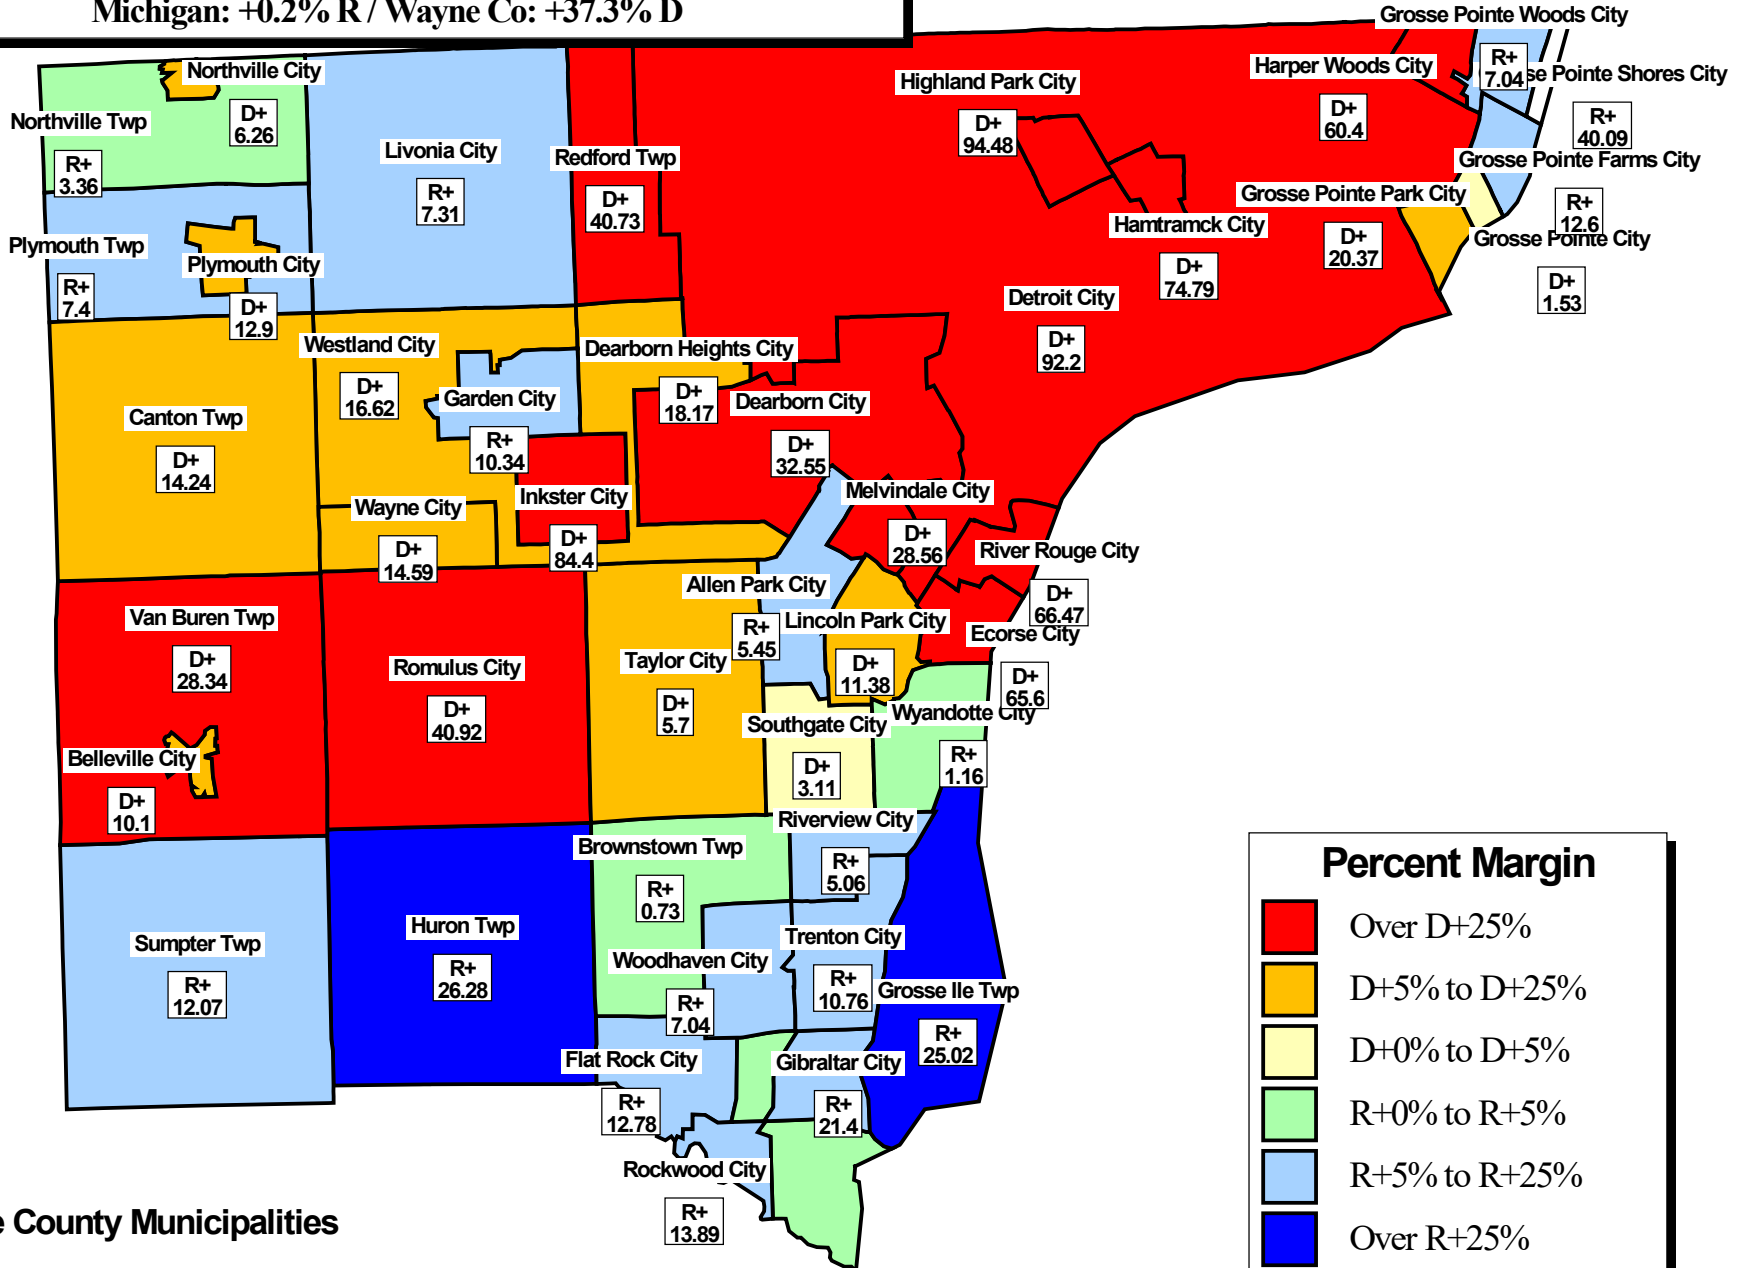 Michigan: +0.2% R / Wayne Co: +37.3% D
Grosse Pointe Woods City
R+
7.04
Grosse Pointe Shores City
R+
40.09
Harper Woods City
D+
60.4
Northville City
D+
6.26
Northville Twp
R+
3.36
Livonia City
R+
7.31
Redford Twp
D+
40.73
Highland Park City
D+
94.48
Grosse Pointe Farms City
R+
12.6
Grosse Pointe Park City
D+
20.37
Grosse Pointe City
D+
1.53
Hamtramck City
D+
74.79
Plymouth Twp
R+
7.4
Plymouth City
D+
12.9
Detroit City
D+
92.2
Westland City
D+
16.62
Dearborn Heights City
D+
18.17
Garden City
R+
10.34
Dearborn City
D+
32.55
Canton Twp
D+
14.24
Wayne City
D+
14.59
Inkster City
D+
84.4
Melvindale City
D+
28.56
River Rouge City
D+
66.47
Allen Park City
R+
5.45
Lincoln Park City
D+
11.38
Ecorse City
D+
65.6
Van Buren Twp
D+
28.34
Romulus City
D+
40.92
Taylor City
D+
5.7
Southgate City
D+
3.11
Wyandotte City
R+
1.16
Belleville City
D+
10.1
Riverview City
R+
5.06
Brownstown Twp
R+
0.73
Sumpter Twp
R+
12.07
Huron Twp
R+
26.28
Woodhaven City
R+
7.04
Trenton City
R+
10.76
Grosse Ile Twp
R+
25.02
Flat Rock City
R+
12.78
Gibraltar City
R+
21.4
Rockwood City
R+
13.89
e County Municipalities
Percent Margin
Over D+25%
D+5% to D+25%
D+0% to D+5%
R+0% to R+5%
R+5% to R+25%
Over R+25%